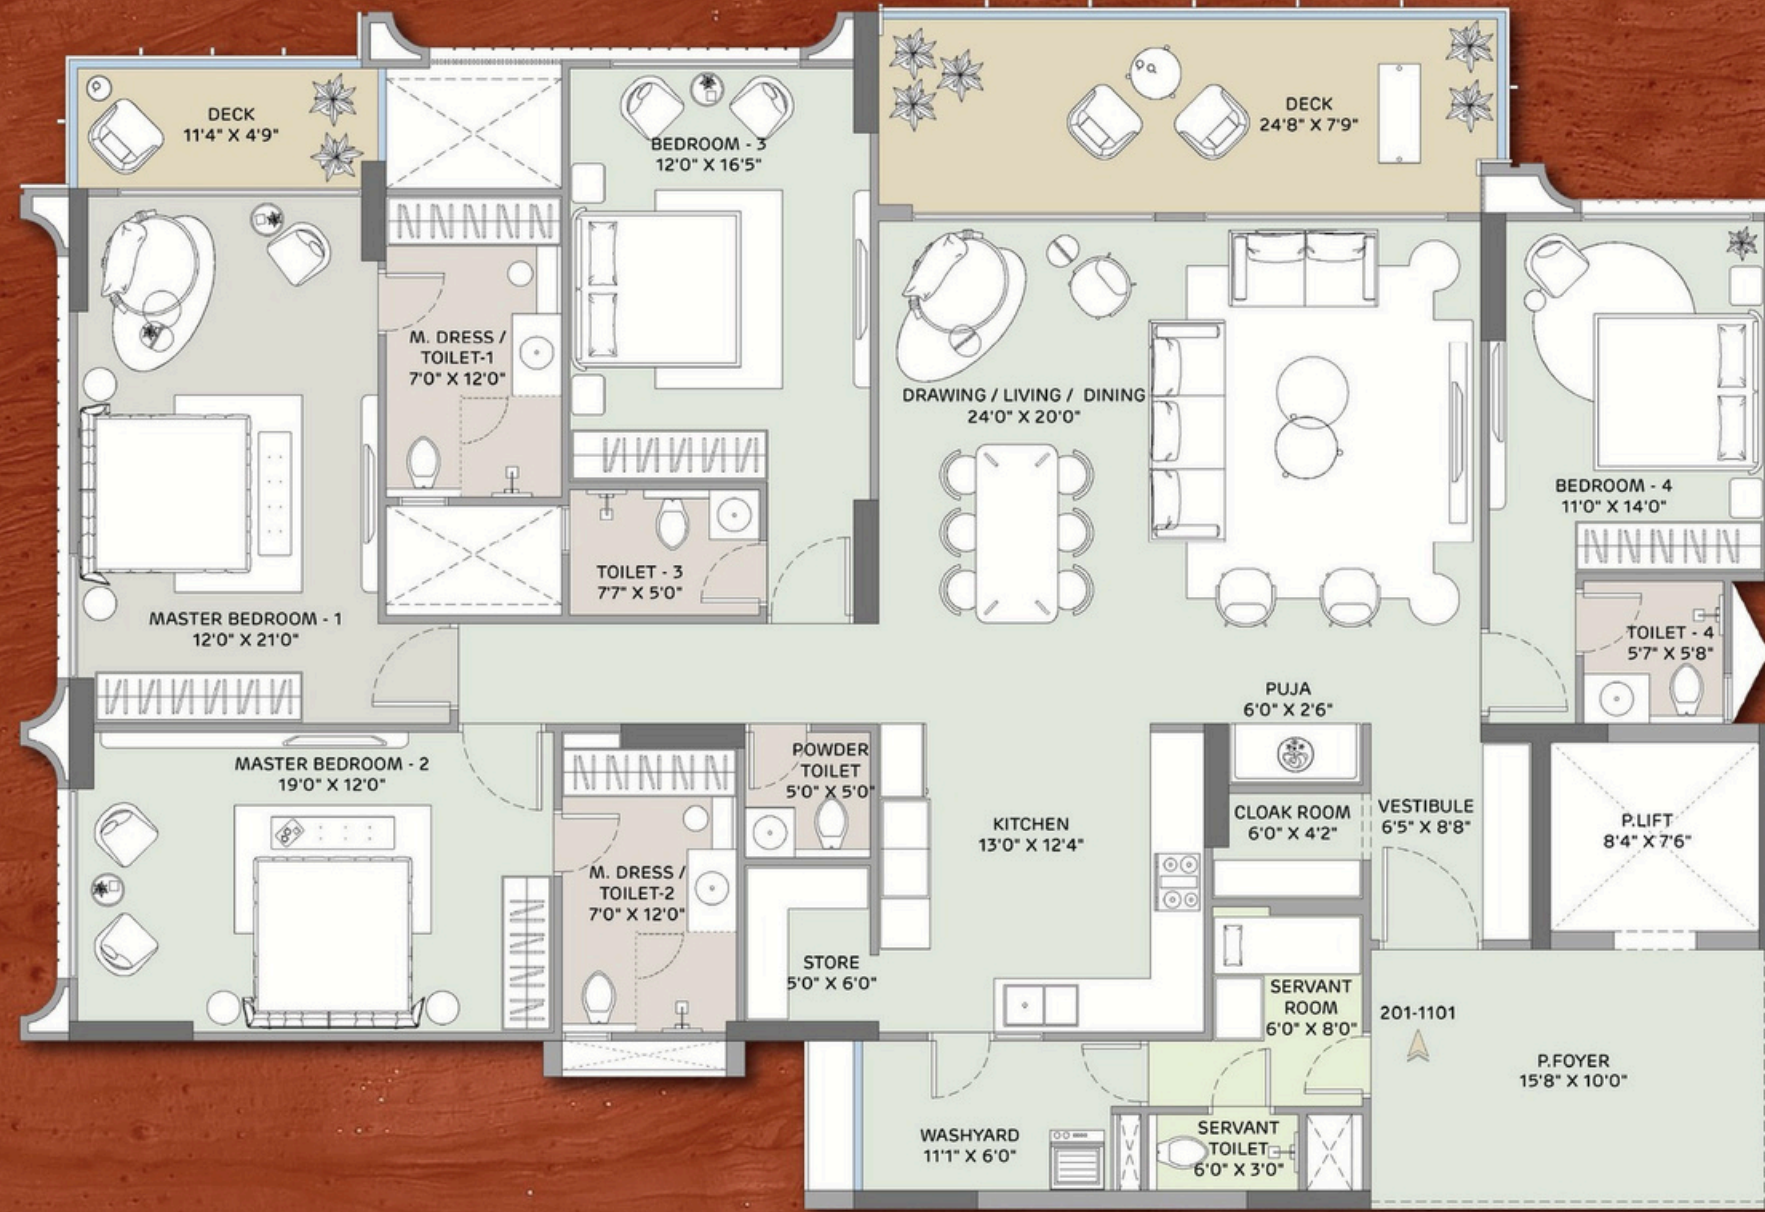 DECK
11'4" X 4'9"
BEDROOM - 3
12'0" X 16'5"
DECK
24'8" X 7'9"
M. DRESS /
TOILET-1
7'0" X 12'0"
DRAWING / LIVING / DINING
24'0" X 20'0"
BEDROOM - 4
11'0" X 14'0"
TOILET - 3
7'7" X 5'0"
MASTER BEDROOM - 1
12'0" X 21'0"
TOILET - 4
5'7" X 5'8"
PUJA
6'0" X 2'6"
MASTER BEDROOM - 2
19'0" X 12'0"
POWDER
TOILET
5'0" X 5'0"
KITCHEN
13'0" X 12'4"
CLOAK ROOM
6'0" X 4'2"
VESTIBULE
6'5" X 8'8"
P.LIFT
8'4" X 7'6"
M. DRESS /
TOILET-2
7'0" X 12'0"
STORE
5'0" X 6'0"
SERVANT
ROOM
6'0" X 8'0"
201-1101
P.FOYER
15'8" X 10'0"
WASHYARD
11'1" X 6'0"
SERVANT
TOILET
6'0" X 3'0"